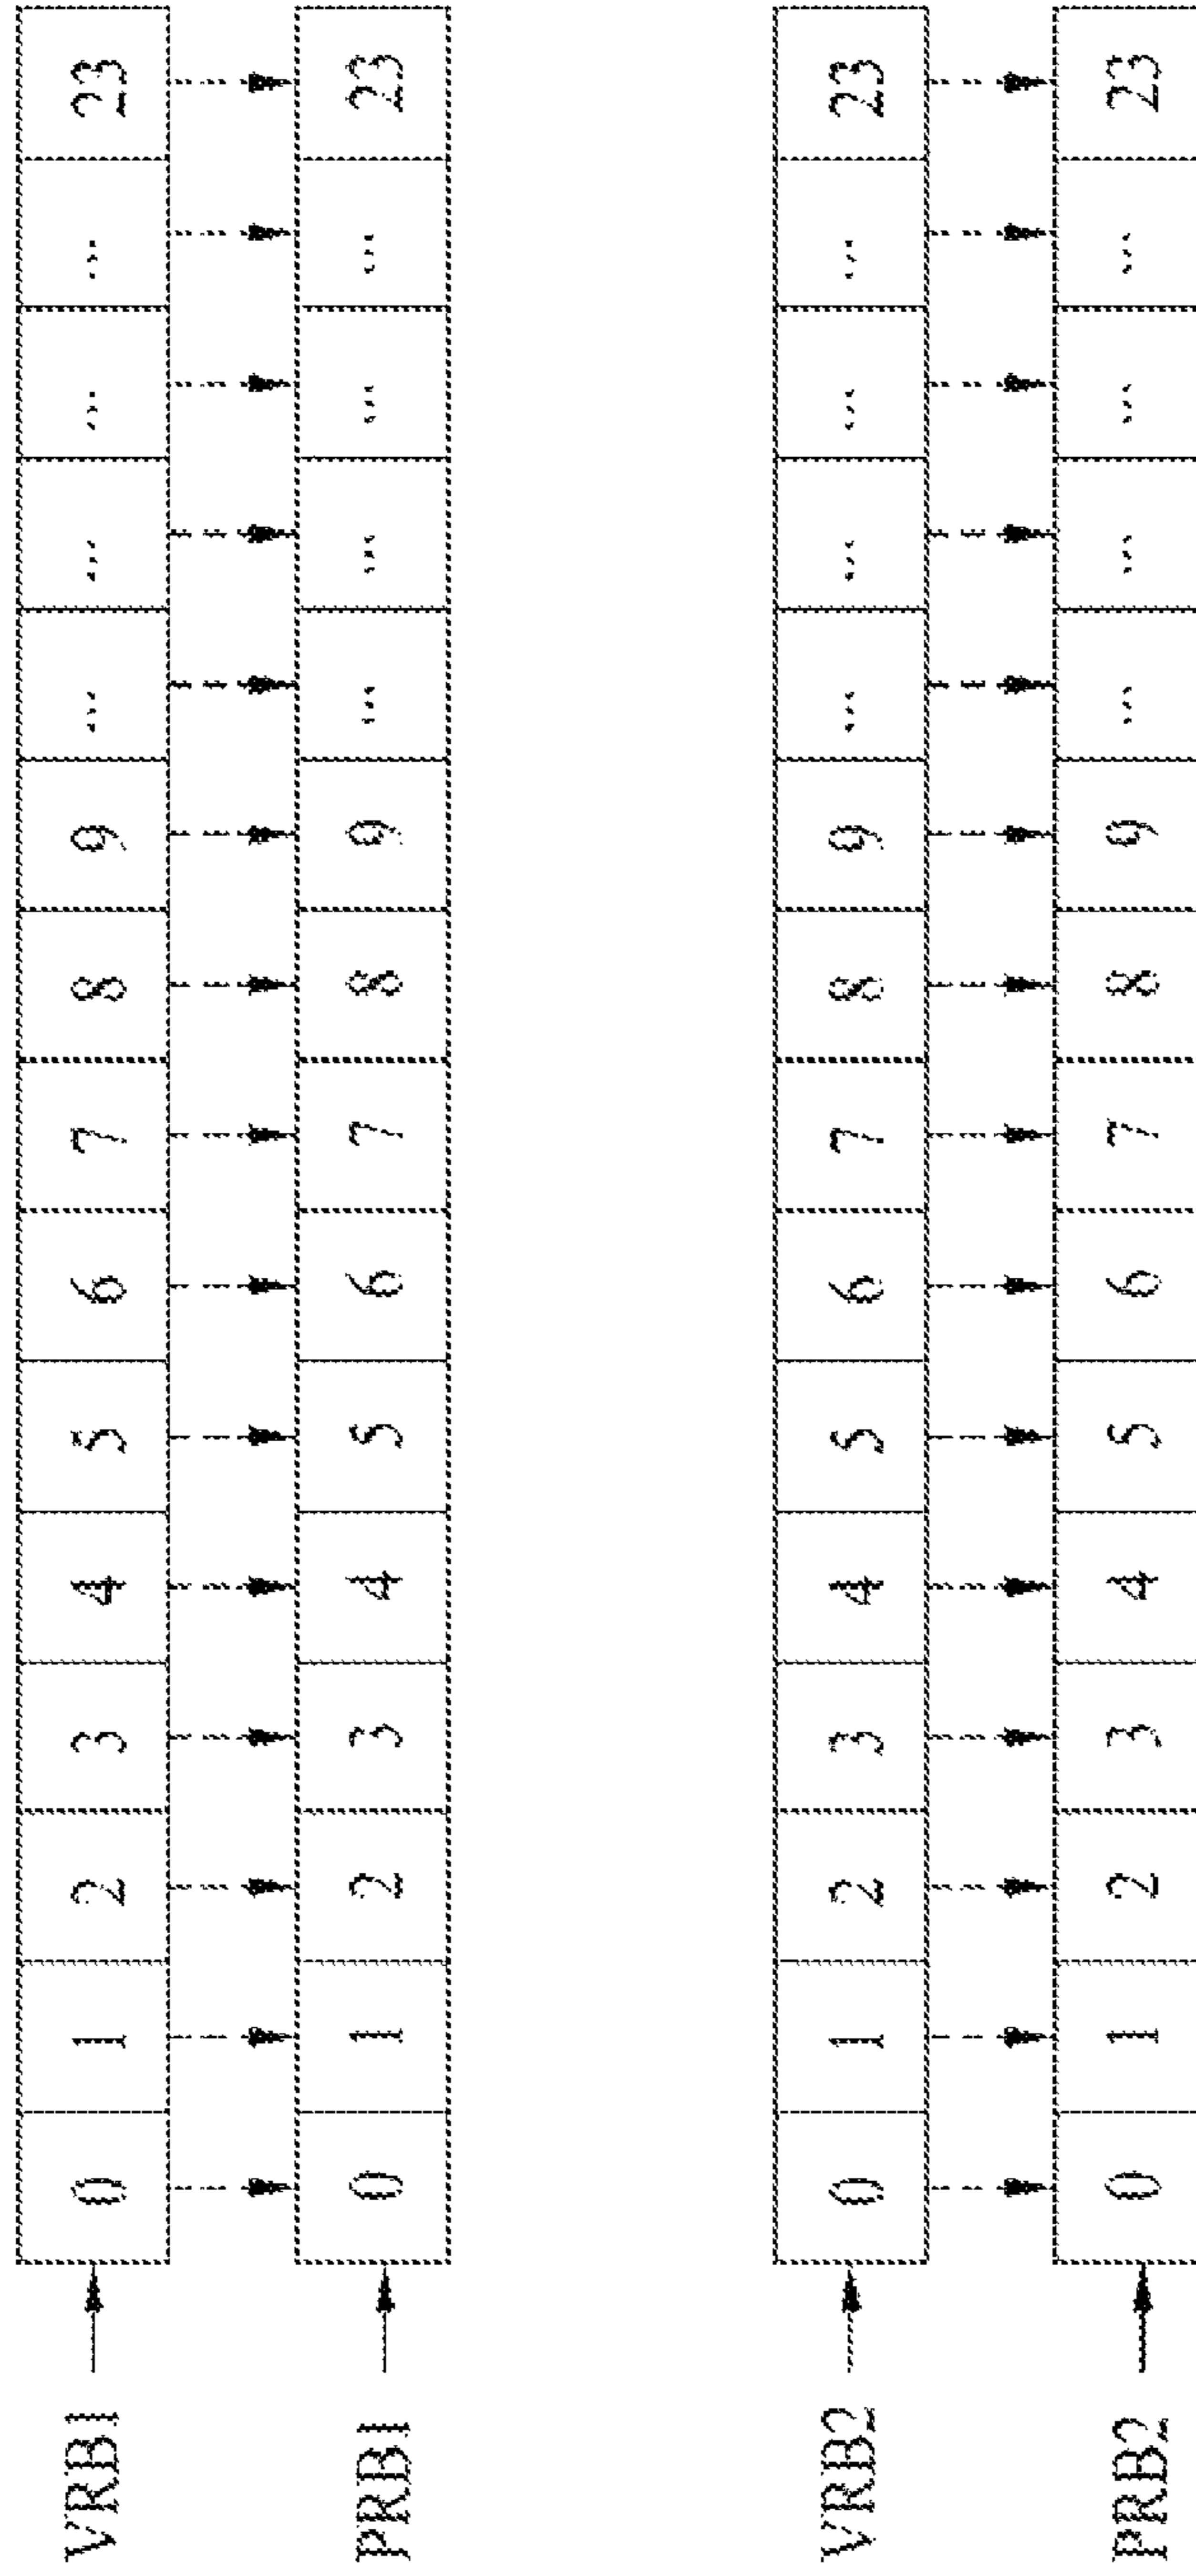 VRB1 0 1 2 3 4 5 6 7 8 9 ... ... ... ... 23
PRB1 0 1 2 3 4 5 6 7 8 9 ... ... ... ... 23
VRB2 0 1 2 3 4 5 6 7 8 9 ... ... ... ... 23
PRB2 0 1 2 3 4 5 6 7 8 9 ... ... ... ... 23